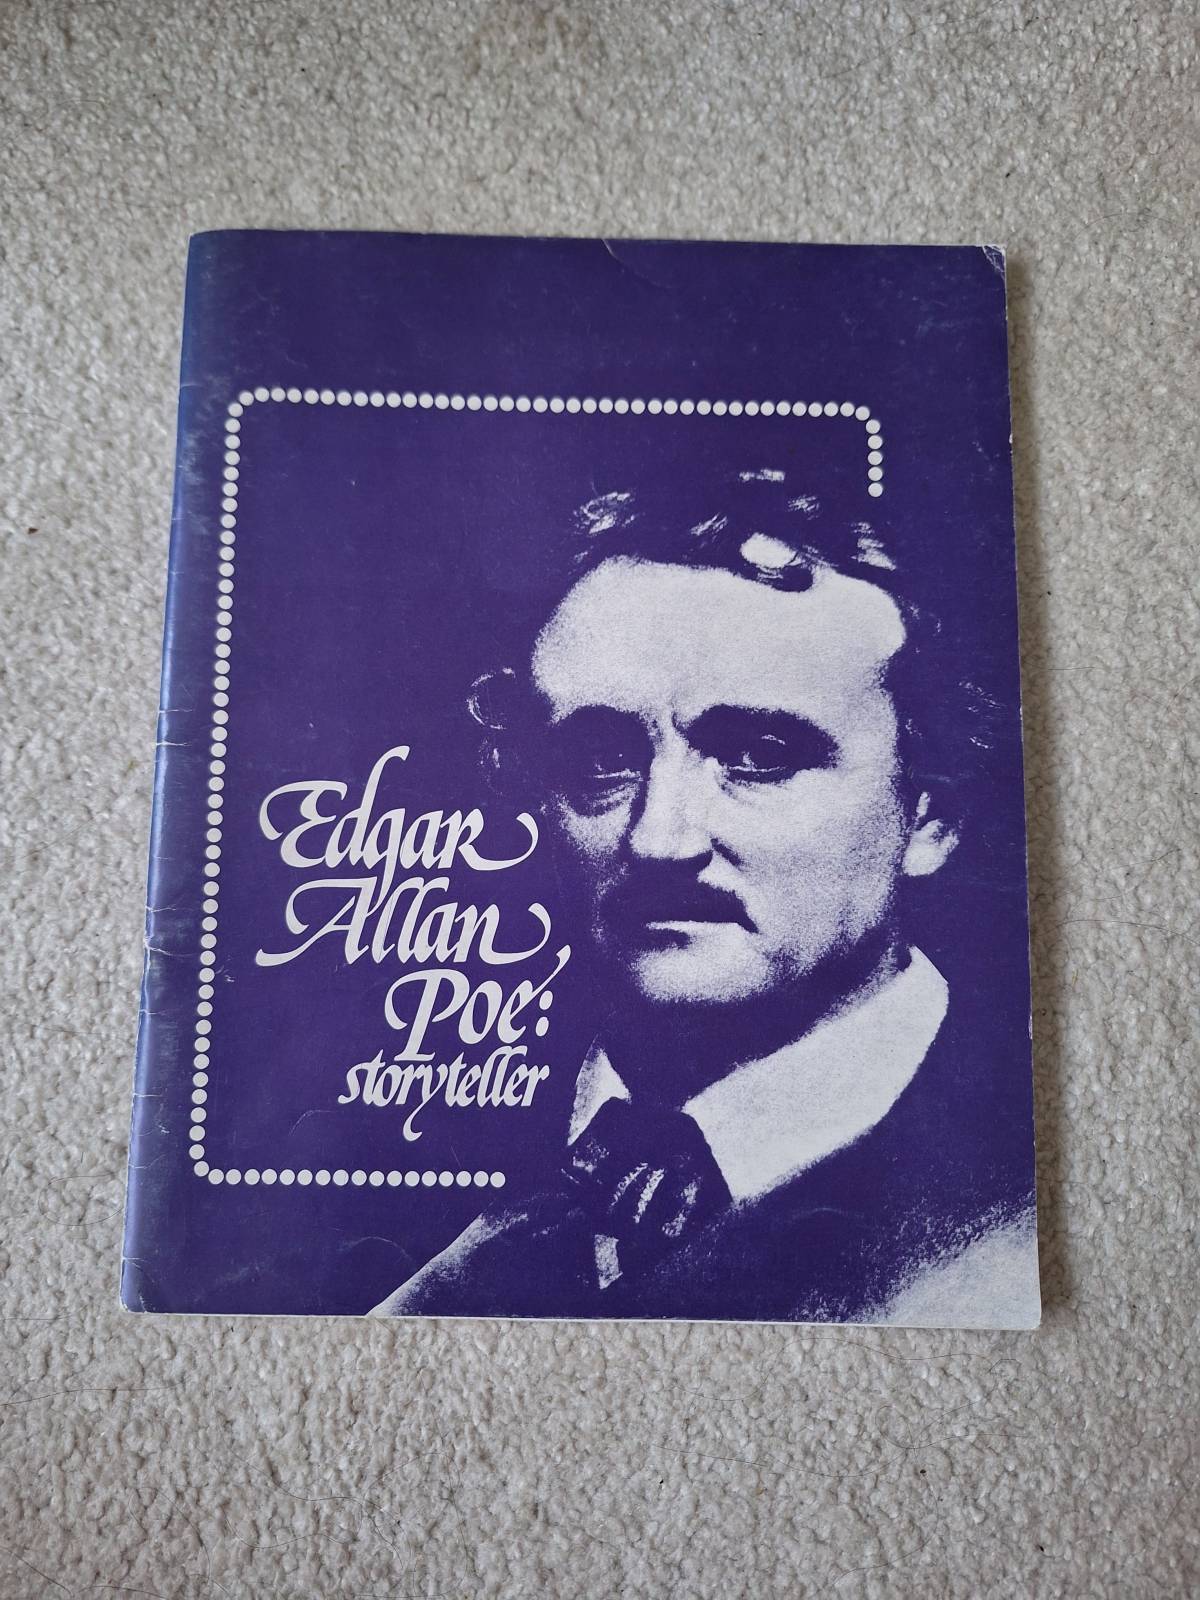 Edgar
Allan
Poe:
storyteller